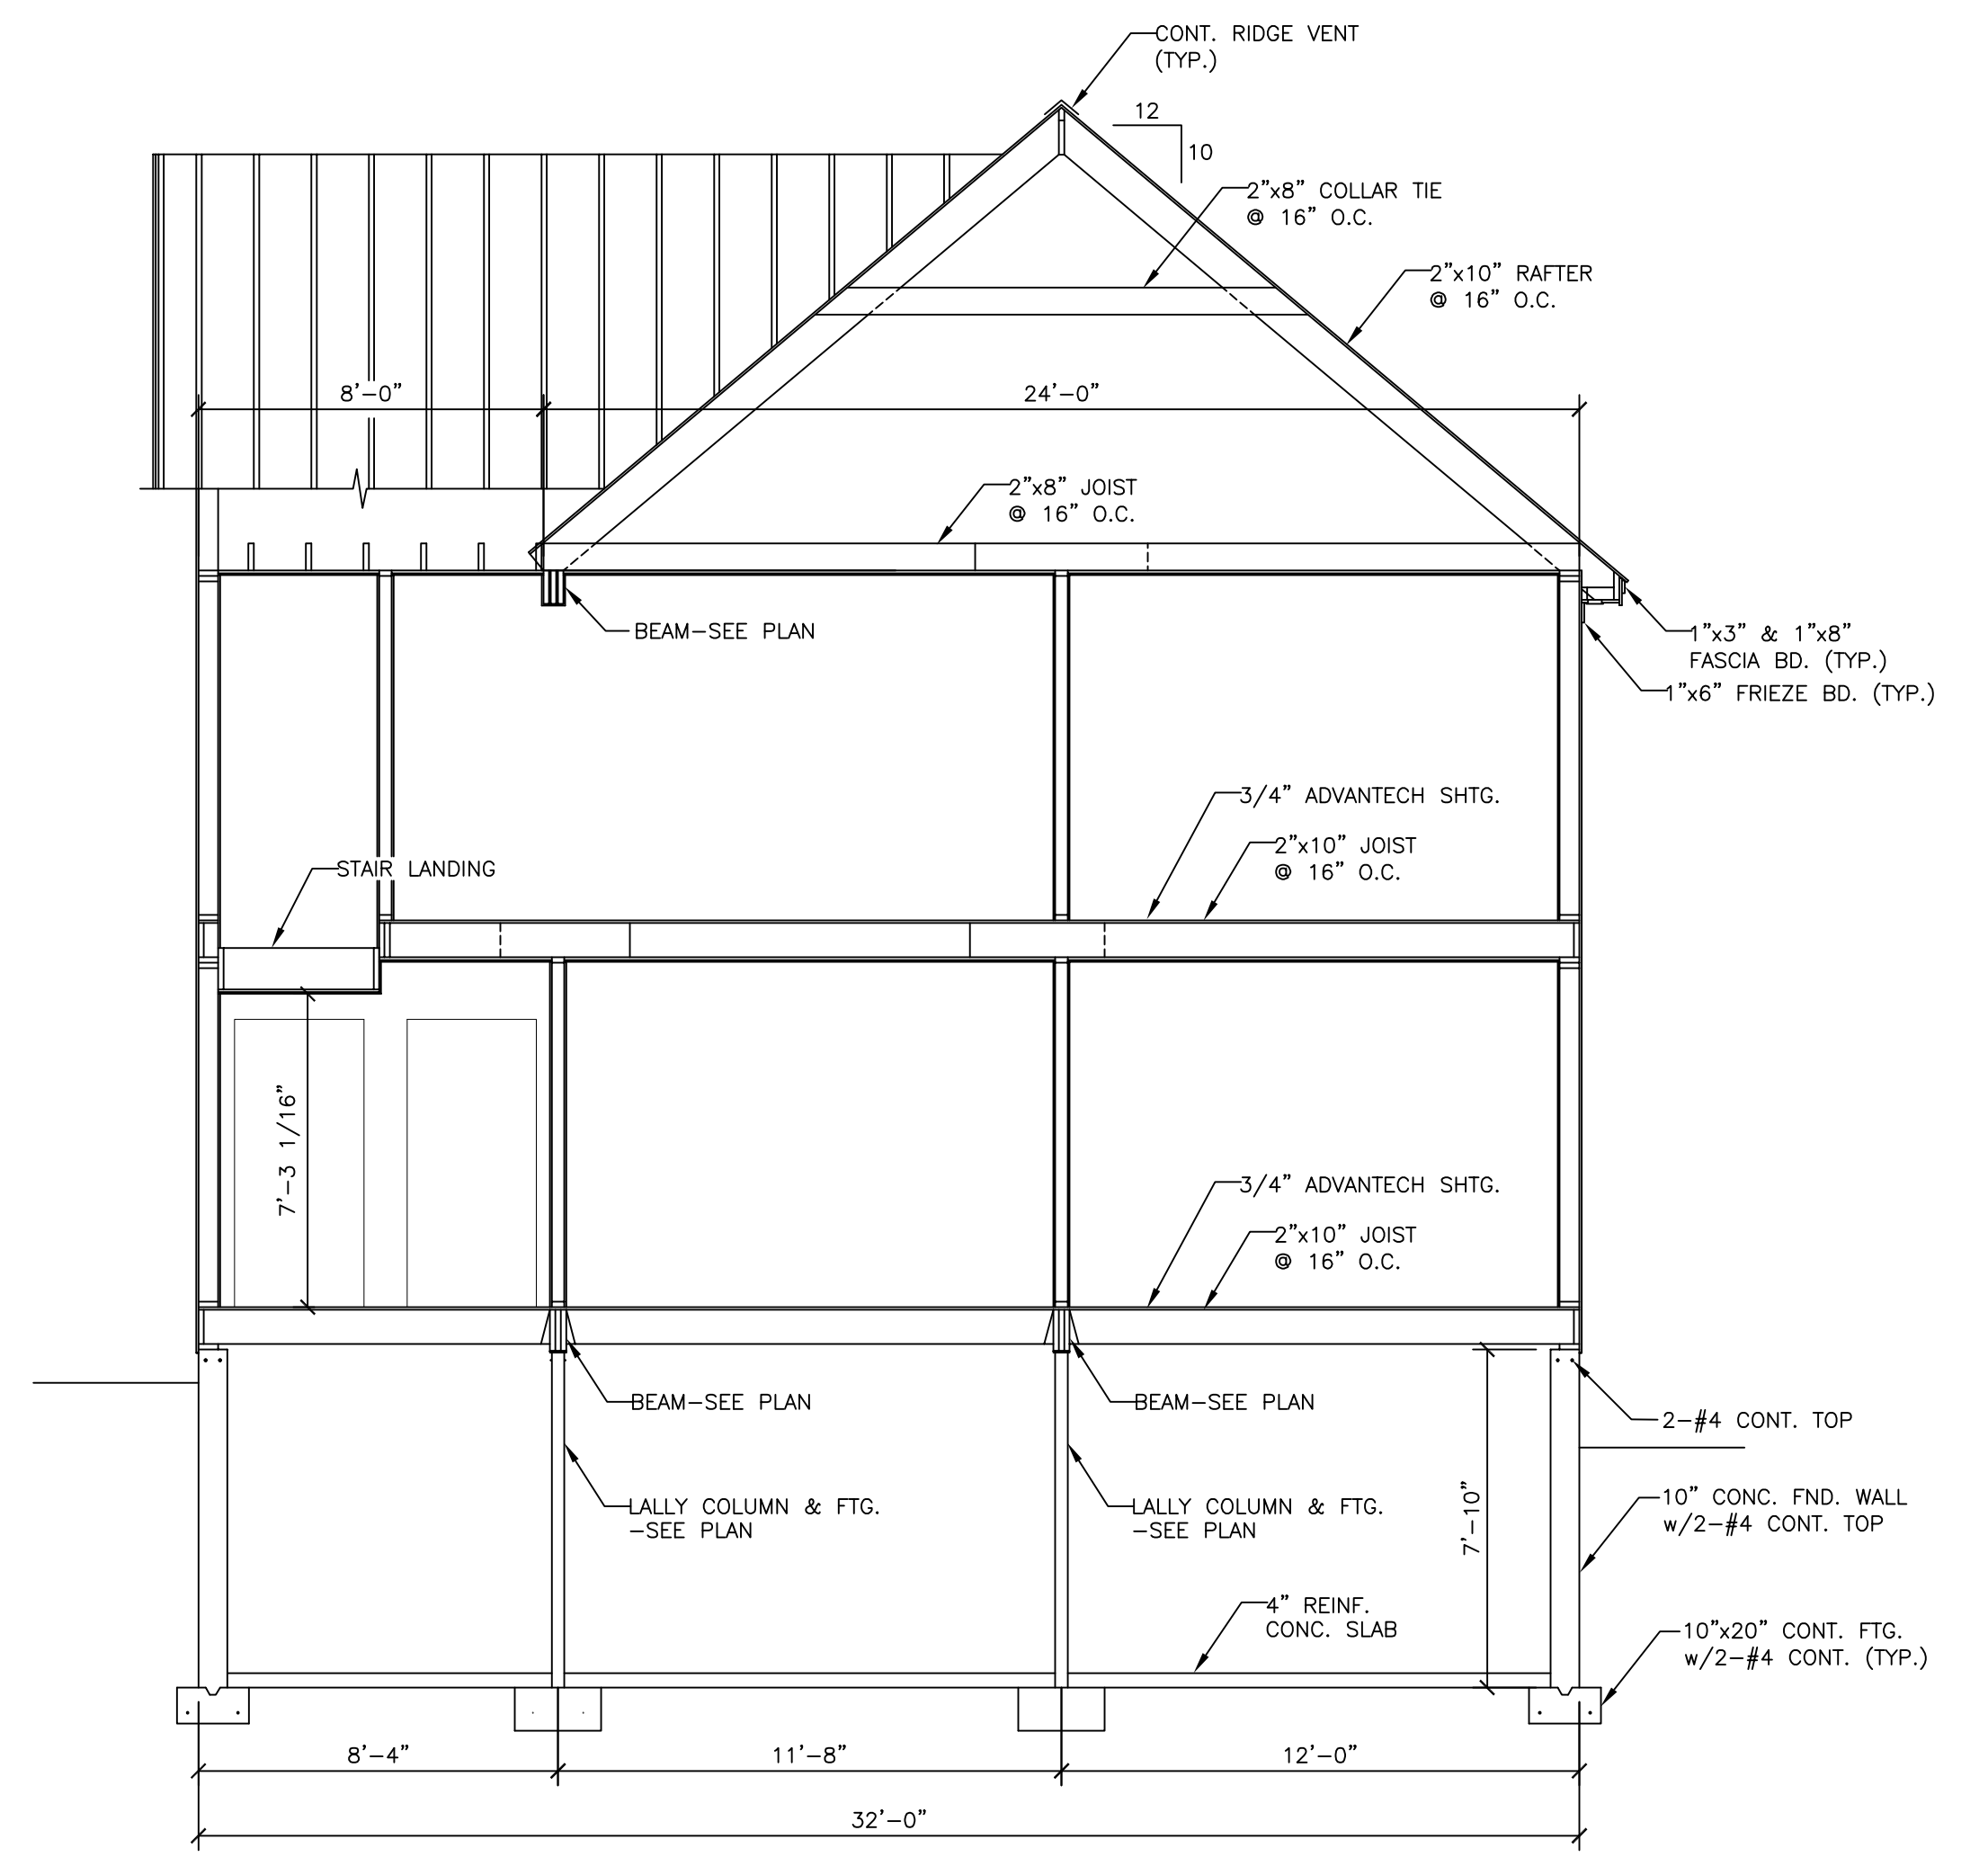 CONT. RIDGE VENT
(TYP.)
12
10
2"x8" COLLAR TIE
@ 16" O.C.
2"x10" RAFTER
@ 16" O.C.
8'-0"
24'-0"
2"x8" JOIST
@ 16" O.C.
BEAM-SEE PLAN
1"x3" & 1"x8"
FASCIA BD. (TYP.)
1"x6" FRIEZE BD. (TYP.)
3/4" ADVANTECH SHTG.
2"x10" JOIST
@ 16" O.C.
STAIR LANDING
7'-3 1/16"
3/4" ADVANTECH SHTG.
2"x10" JOIST
@ 16" O.C.
BEAM-SEE PLAN
BEAM-SEE PLAN
2-#4 CONT. TOP
LALLY COLUMN & FTG.
-SEE PLAN
LALLY COLUMN & FTG.
-SEE PLAN
7'-10"
10" CONC. FND. WALL
w/2-#4 CONT. TOP
4" REINF.
CONC. SLAB
10"x20" CONT. FTG.
w/2-#4 CONT. (TYP.)
8'-4"
11'-8"
12'-0"
32'-0"